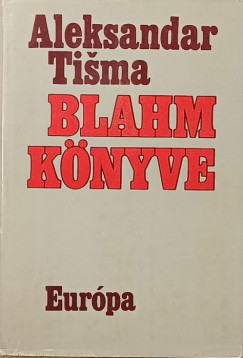 Aleksandar
Tišma
BLAHM
KÖNYVE
Európa